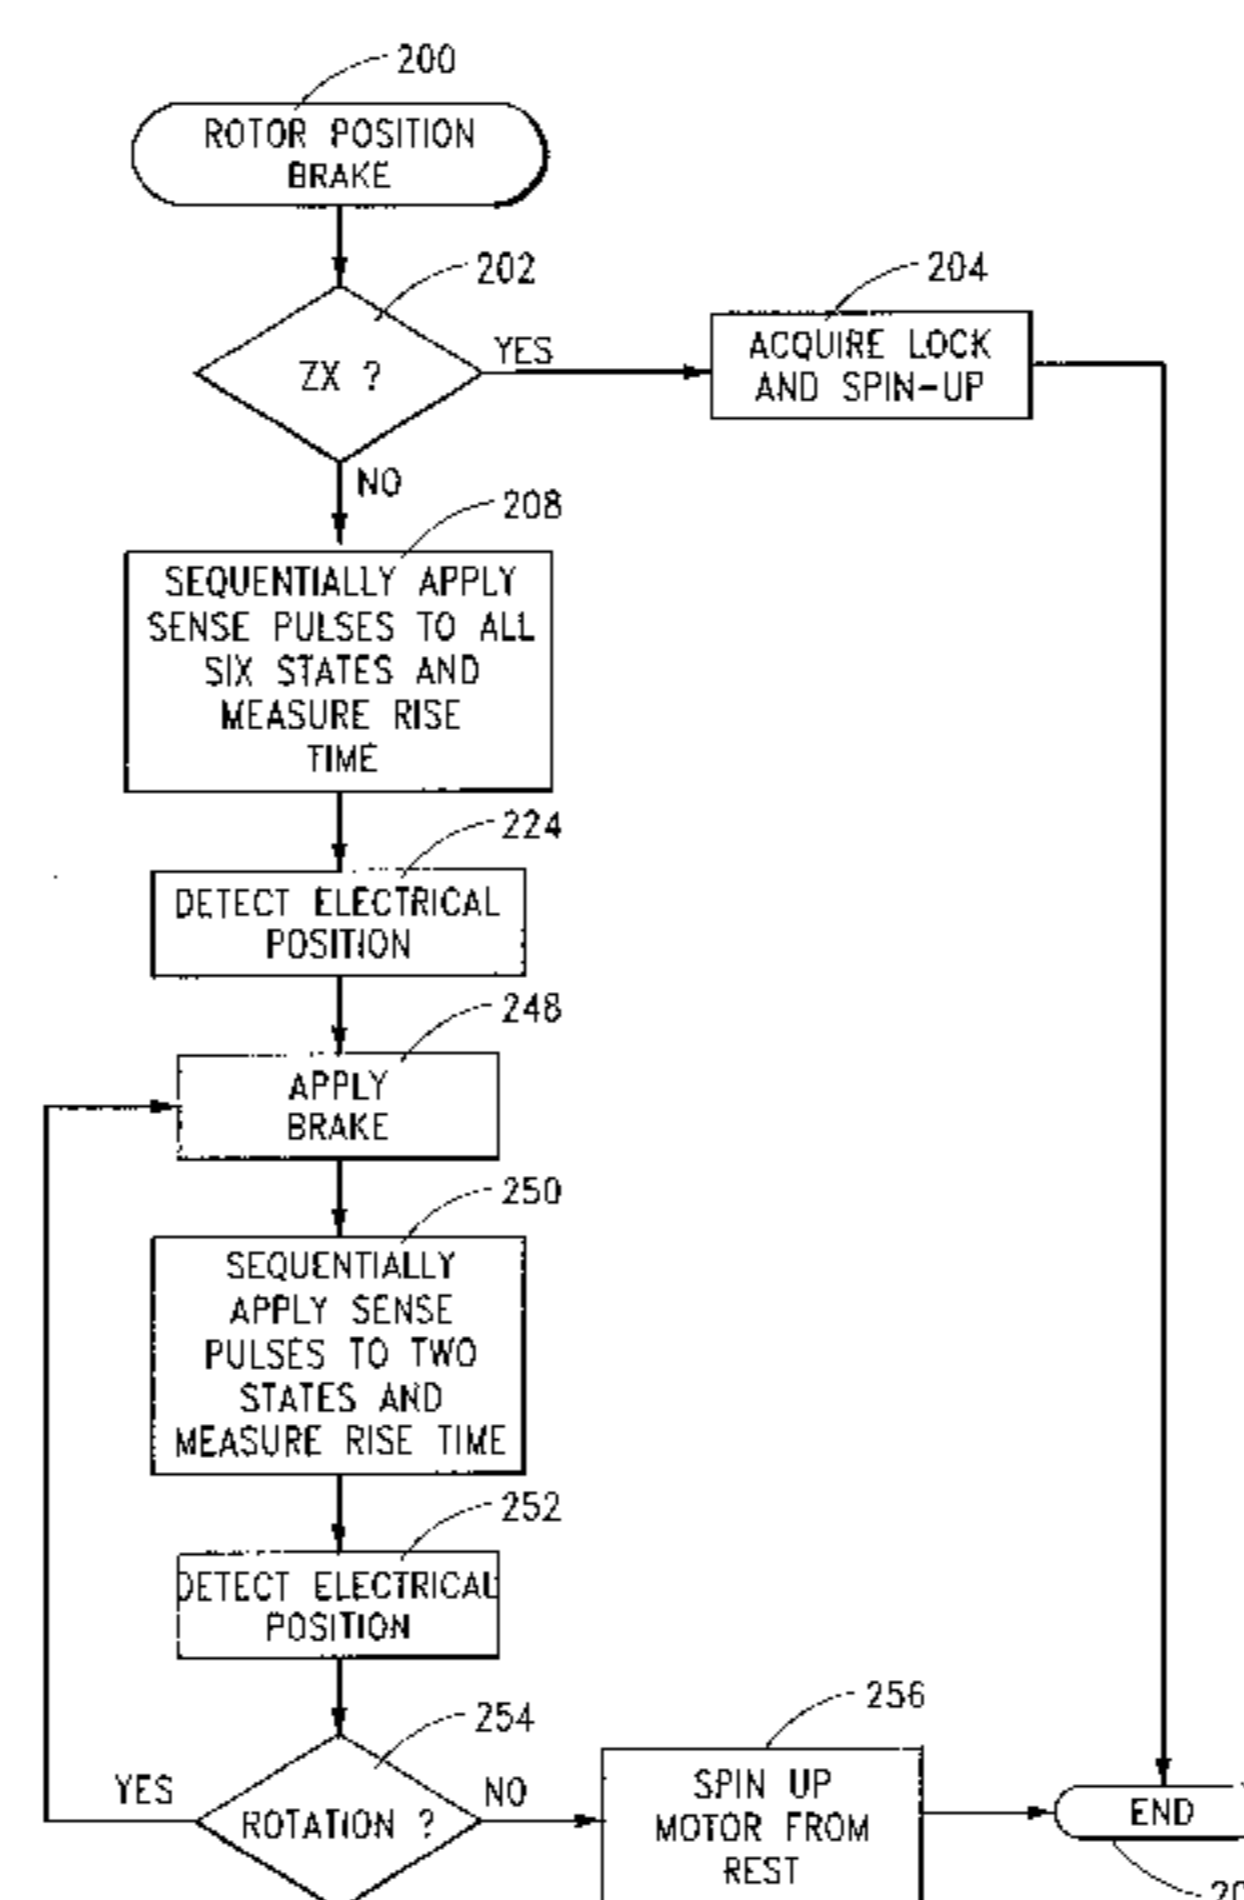 200
ROTOR POSITION
BRAKE
202
ZX ?
YES
204
ACQUIRE LOCK
AND SPIN-UP
NO
208
SEQUENTIALLY APPLY
SENSE PULSES TO ALL
SIX STATES AND
MEASURE RISE
TIME
224
DETECT ELECTRICAL
POSITION
248
APPLY
BRAKE
250
SEQUENTIALLY
APPLY SENSE
PULSES TO TWO
STATES AND
MEASURE RISE TIME
252
DETECT ELECTRICAL
POSITION
254
ROTATION ?
YES
NO
256
SPIN UP
MOTOR FROM
REST
END